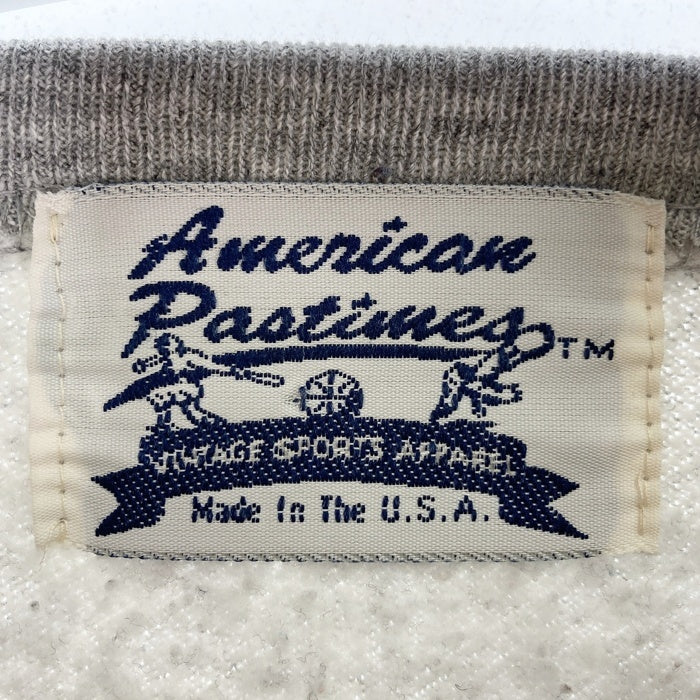 American
Pastimes TM
VINTAGE SPORTS APPAREL
Made In The U.S.A.